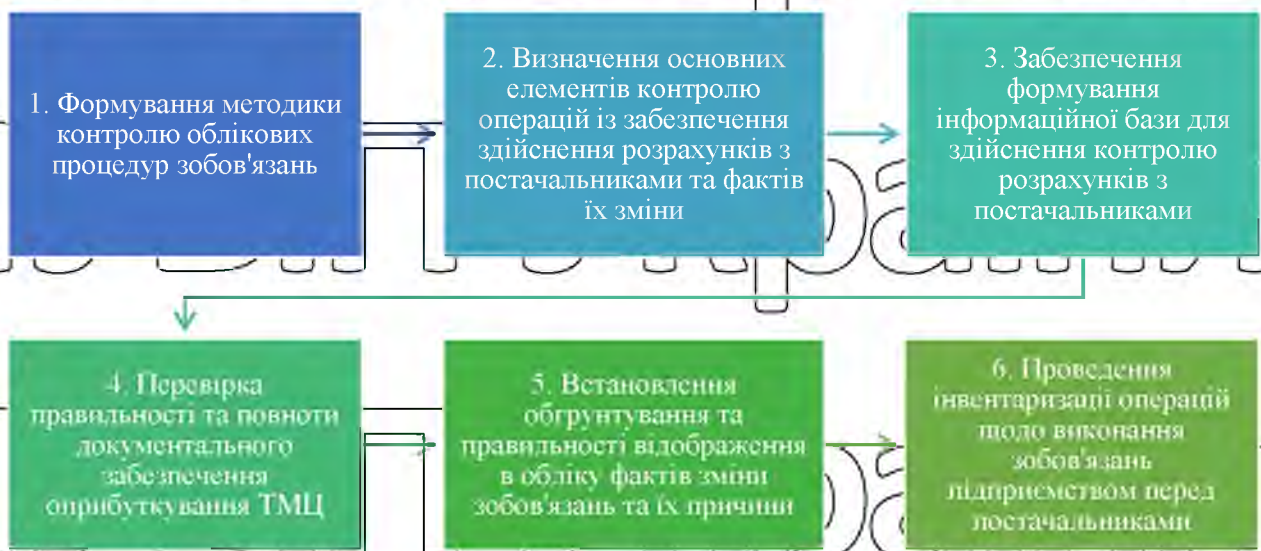 1. Формування методики
контролю облікових
процедур зобов'язань
2. Визначення основних
елементів контролю
операцій із забезпечення
здійснення розрахунків з
постачальниками та фактів
їх зміни
3. Забезпечення
формування
інформаційної бази для
здійснення контролю
розрахунків з
постачальниками
4. Перевірка
правильності та повноти
документального
забезпечення
оприбуткування ТМЦ
5. Встановлення
обгрунтування та
правильності відображення
в обліку фактів зміни
зобов'язань та їх причини
6. Проведення
інвентаризації операцій
щодо виконання
зобов'язань
підприємством перед
постачальниками